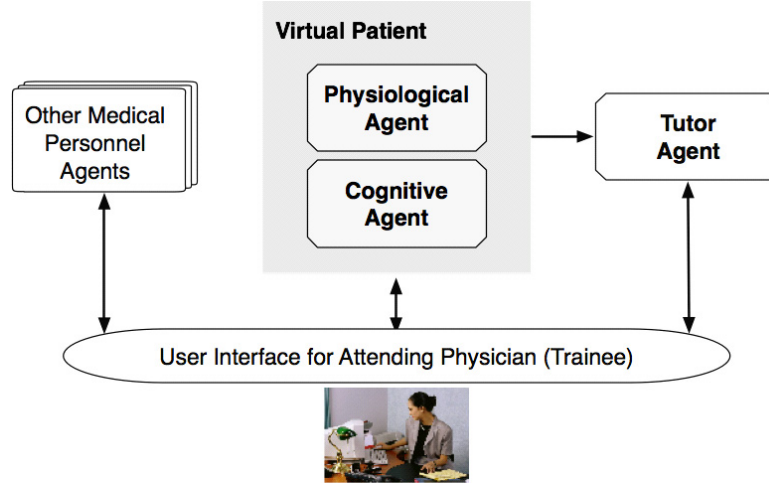 Virtual Patient
Other Medical
Personnel
Agents
Physiological
Agent
Cognitive
Agent
Tutor
Agent
User Interface for Attending Physician (Trainee)